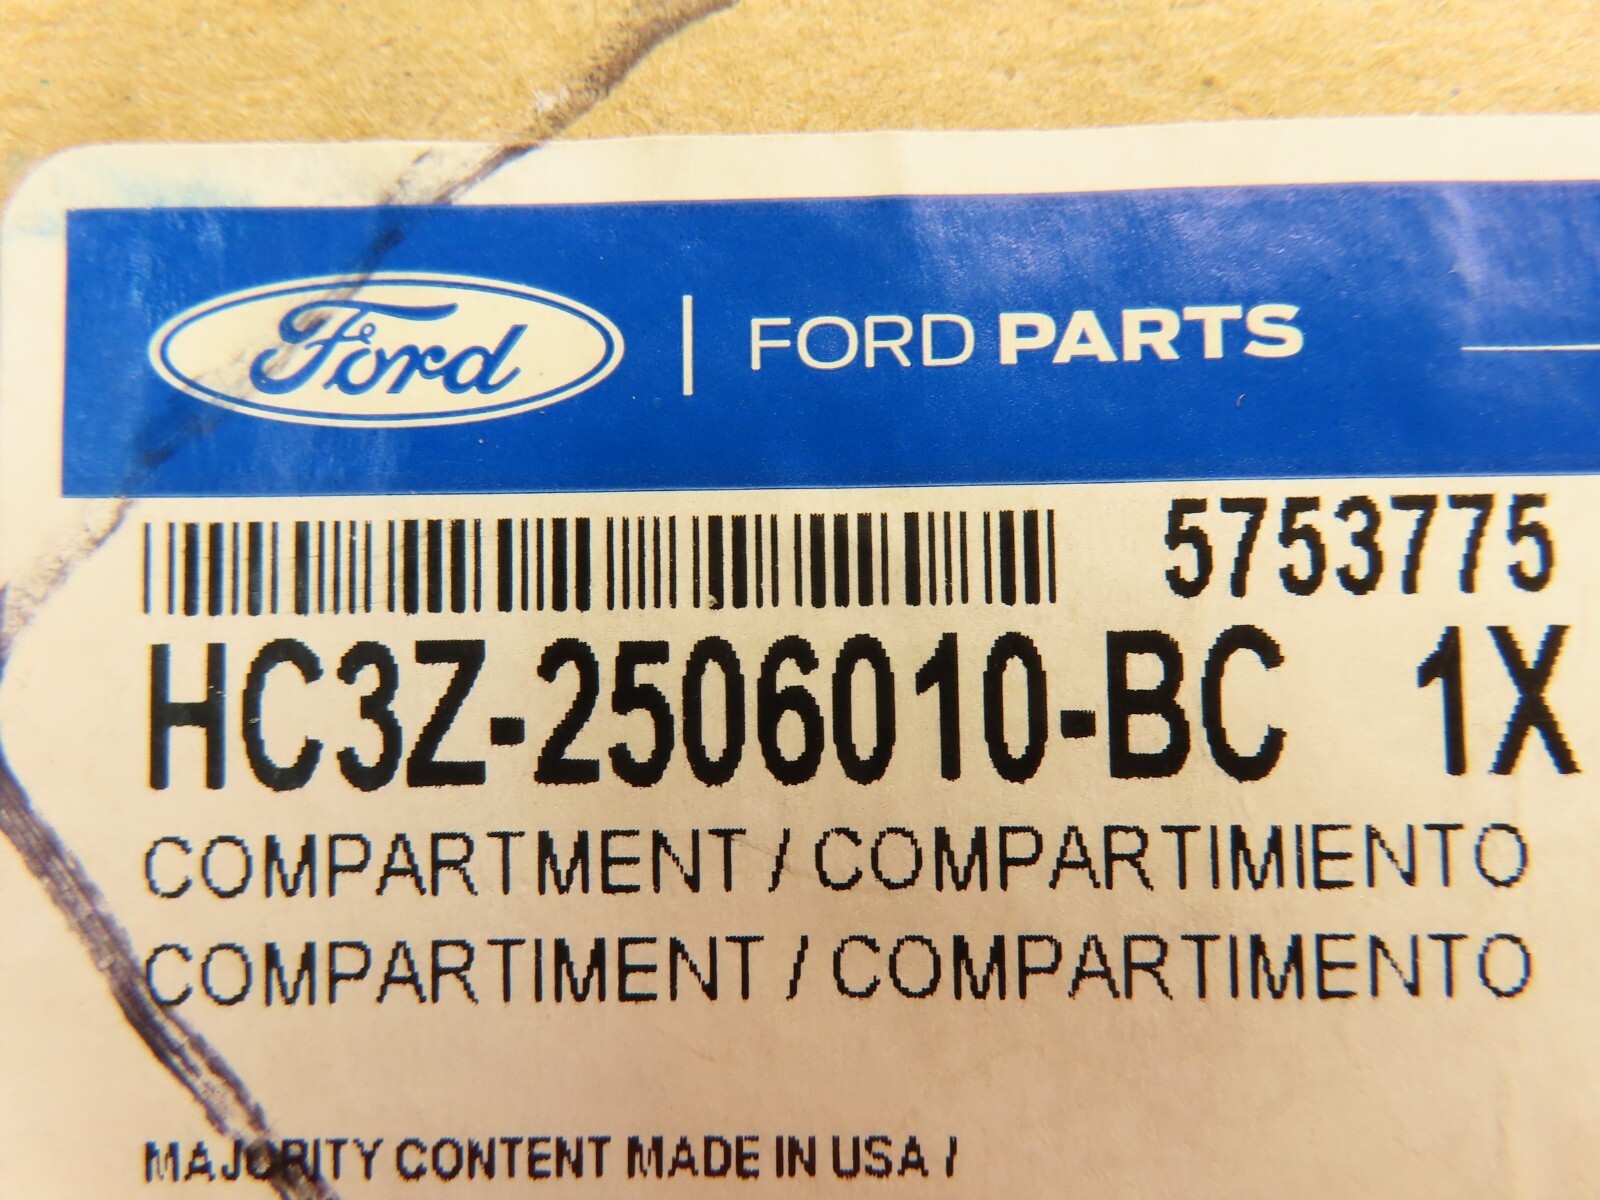 Ford | FORD PARTS
5753775
HC3Z-2506010-BC 1X
COMPARTMENT / COMPARTIMIENTO
COMPARTIMENT / COMPARTIMENTO
MAJORITY CONTENT MADE IN USA /